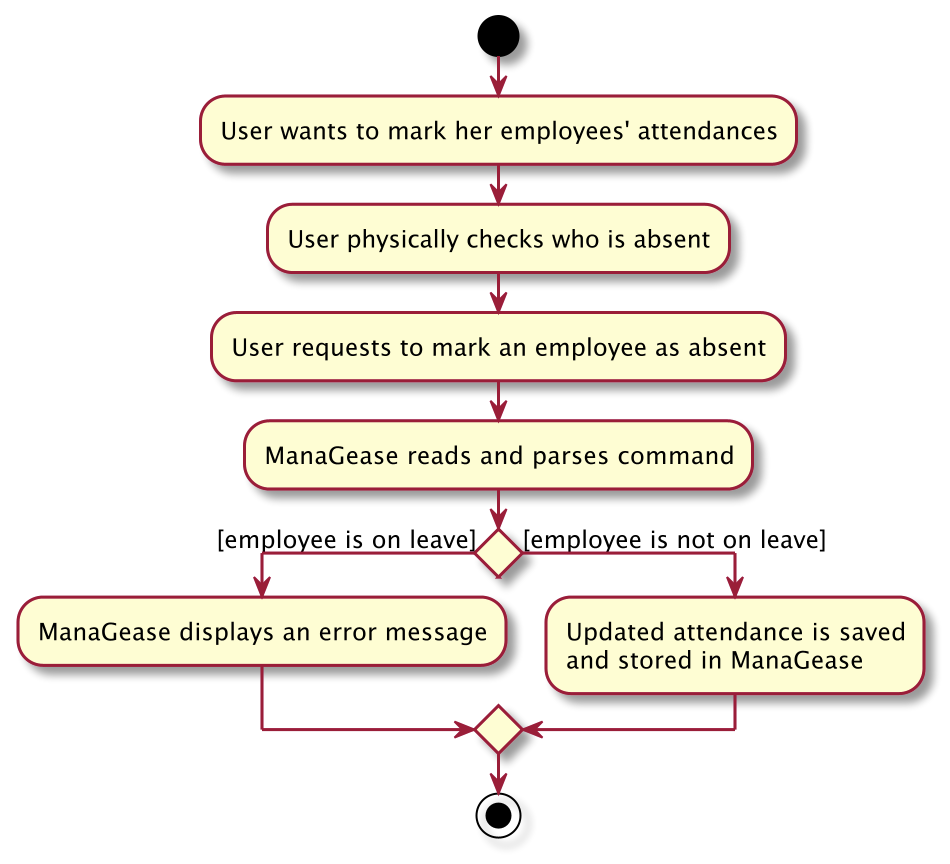 User wants to mark her employees' attendances
User physically checks who is absent
User requests to mark an employee as absent
ManaGease reads and parses command
[employee is on leave]
[employee is not on leave]
ManaGease displays an error message
Updated attendance is saved
and stored in ManaGease